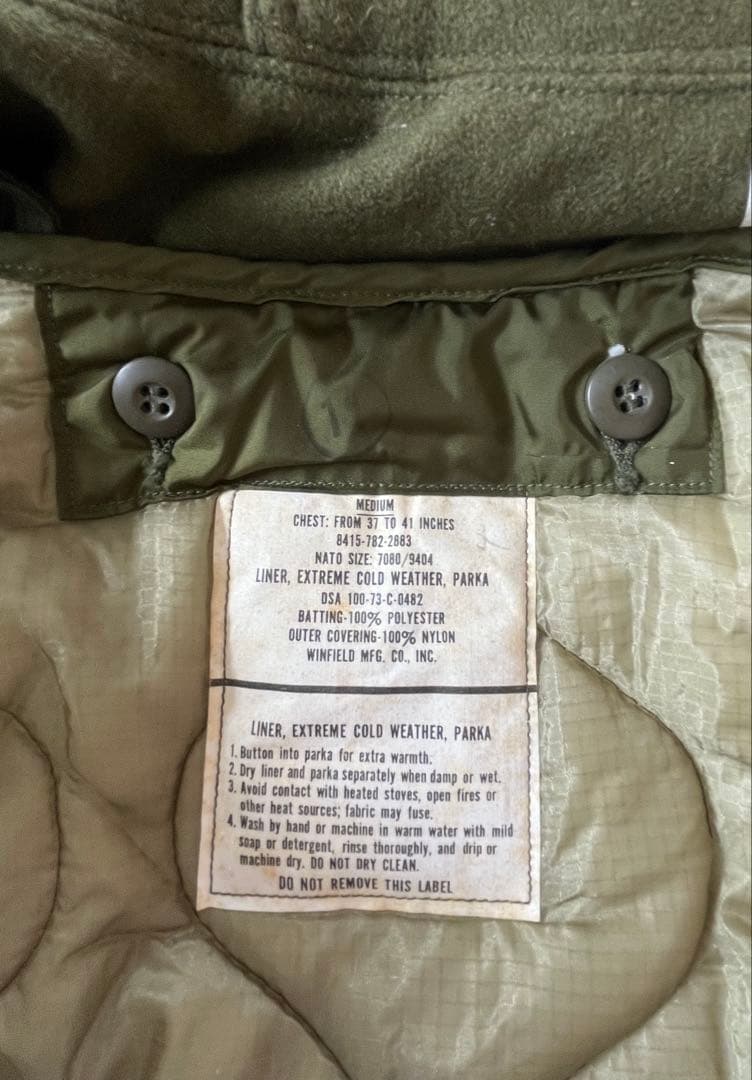 1
MEDIUM
CHEST: FROM 37 TO 41 INCHES
8415-782-2883
NATO SIZE: 7080/9404
LINER, EXTREME COLD WEATHER, PARKA
DSA 100-73-C-0482
BATTING-100% POLYESTER
OUTER COVERING-100% NYLON
WINFIELD MFG. CO., INC.
LINER, EXTREME COLD WEATHER, PARKA
1. Button into parka for extra warmth.
2. Dry liner and parka separately when damp or wet.
3. Avoid contact with heated stoves, open fires or
other heat sources; fabric may fuse.
4. Wash by hand or machine in warm water with mild
soap or detergent, rinse thoroughly, and drip or
machine dry. DO NOT DRY CLEAN.
DO NOT REMOVE THIS LABEL